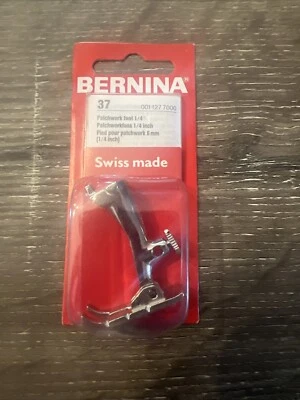 BERNINA®
37
Patchwork foot 1/4"
Patchworkfuss 1/4 inch
Pied pour patchwork 6 mm
(1/4 inch)
Swiss made